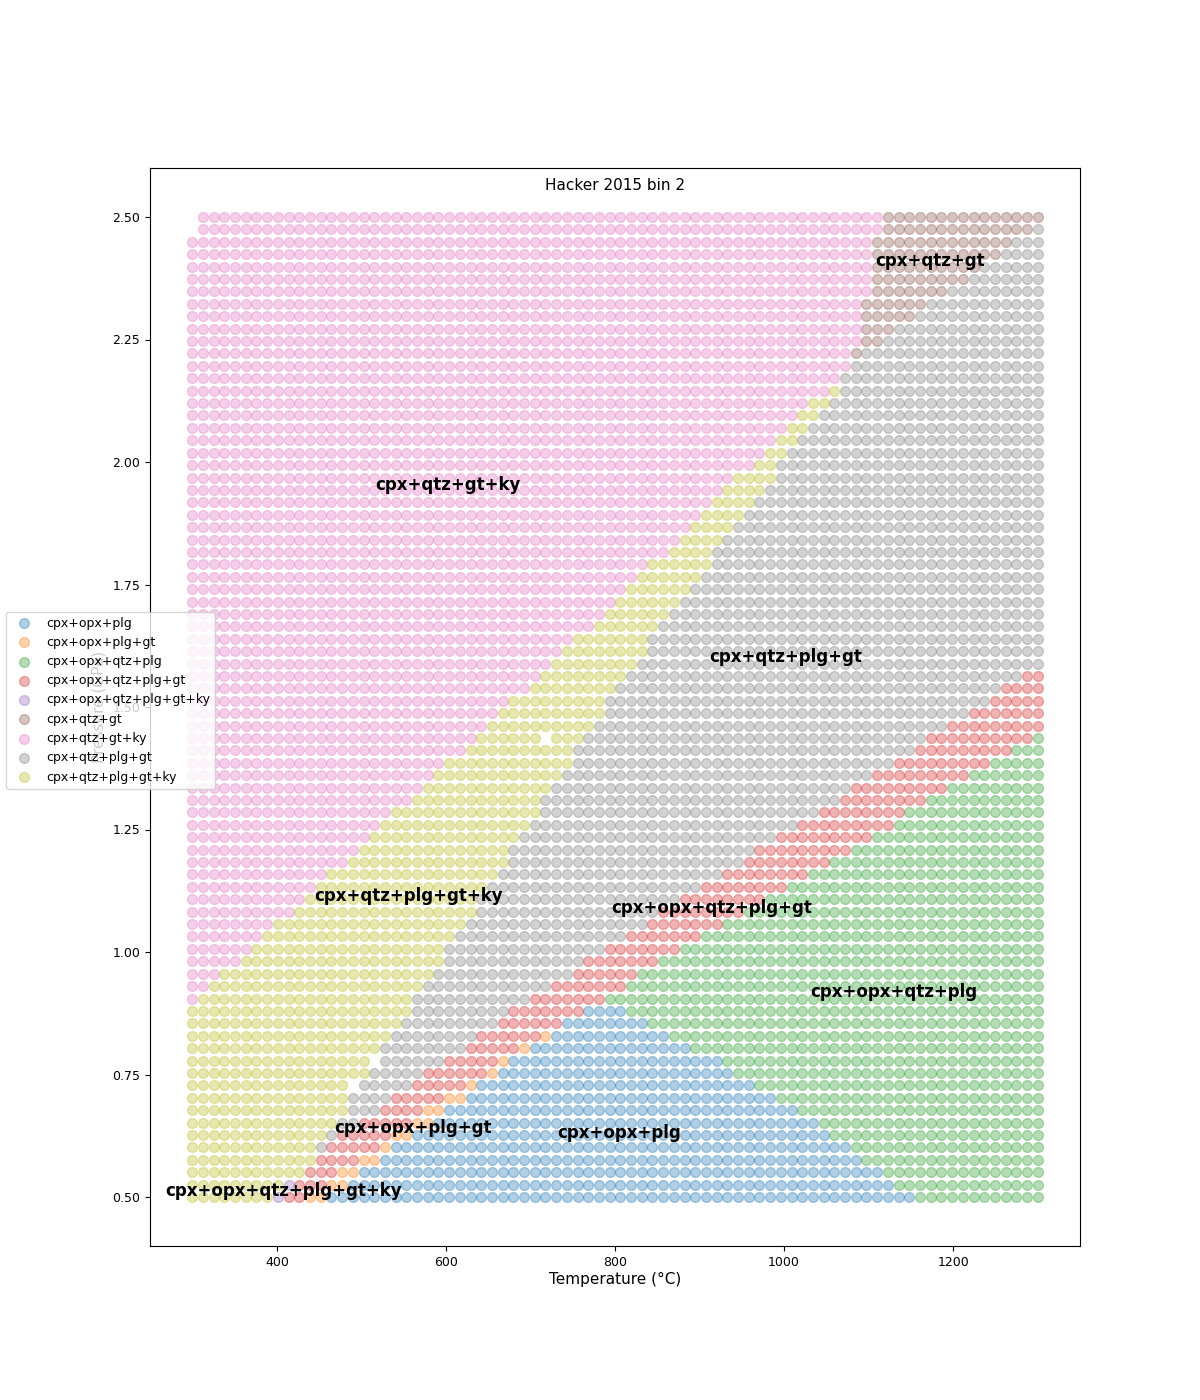 Hacker 2015 bin 2
2.50
cpx+qtz+gt
2.25
2.00
cpx+qtz+gt+ky
1.75
cpx+opx+plg
cpx+opx+plg+gt
cpx+opx+qtz+plg
cpx+opx+qtz+plg+gt
cpx+opx+qtz+plg+gt+ky
cpx+qtz+gt
cpx+qtz+gt+ky
cpx+qtz+plg+gt
cpx+qtz+plg+gt+ky
cpx+qtz+plg+gt
1.50
1.25
cpx+qtz+plg+gt+ky
cpx+opx+qtz+plg+gt
1.00
cpx+opx+qtz+plg
0.75
cpx+opx+plg+gt
cpx+opx+plg
cpx+opx+qtz+plg+gt+ky
0.50
400 600 800 1000 1200
Temperature (°C)